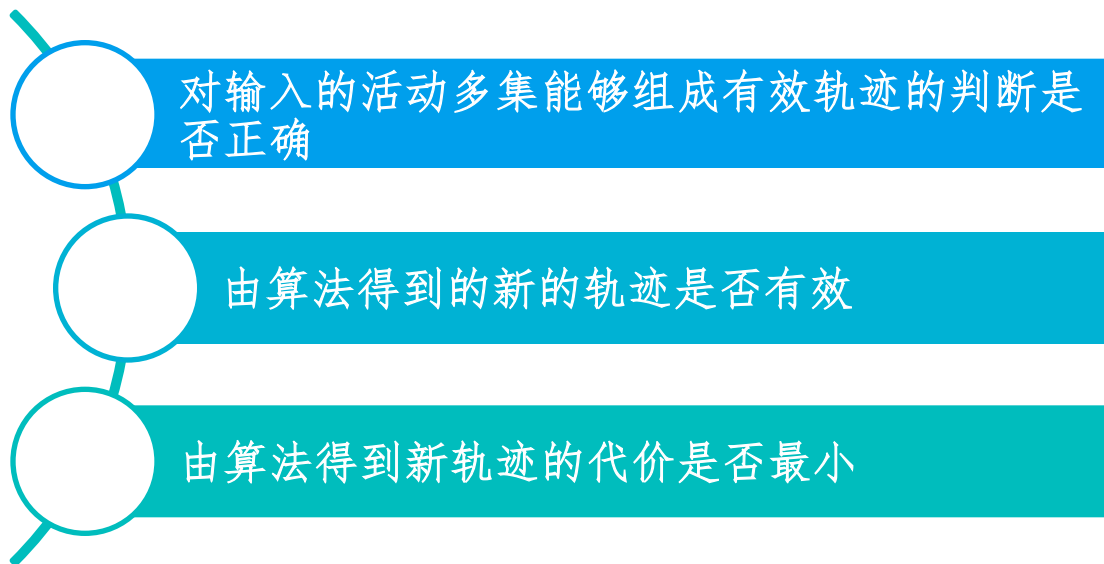 对输入的活动多集能够组成有效轨迹的判断是
否正确
由算法得到的新的轨迹是否有效
由算法得到新轨迹的代价是否最小